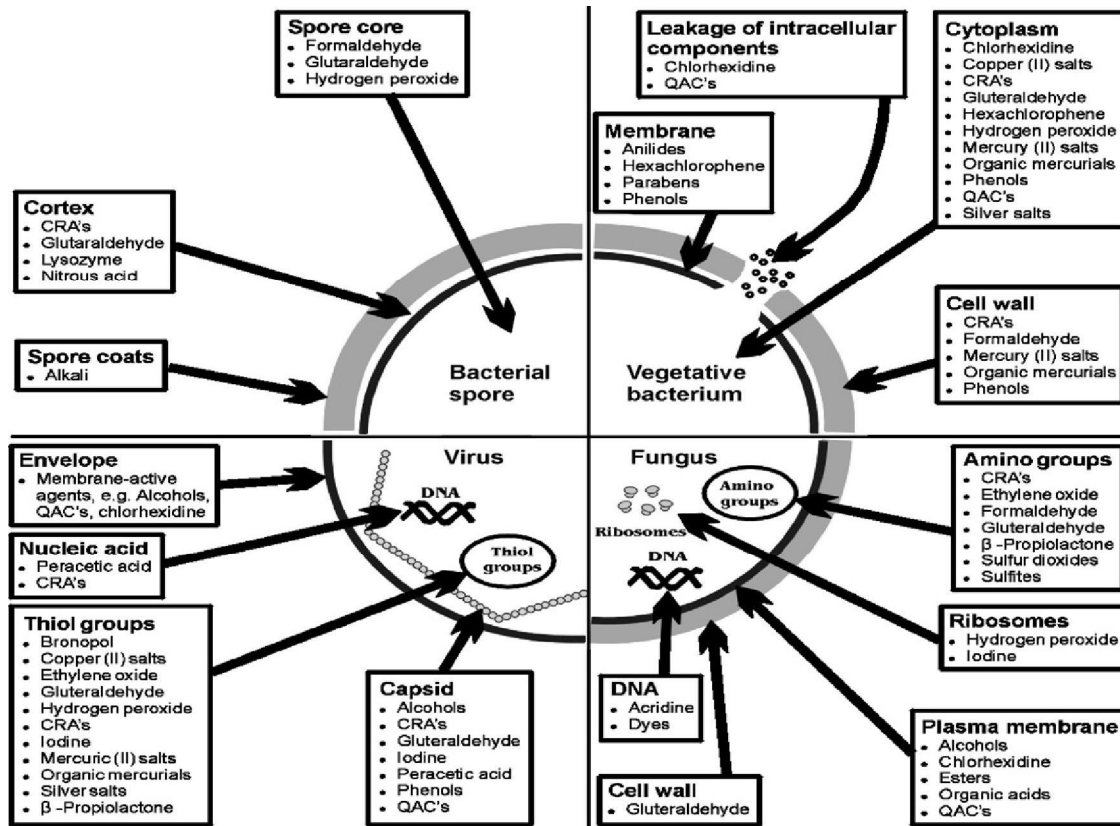 Spore core
• Formaldehyde
• Glutaraldehyde
• Hydrogen peroxide
Leakage of intracellular
components
• Chlorhexidine
• QAC's
Cytoplasm
• Chlorhexidine
• Copper (II) salts
• CRA's
• Gluteraldehyde
• Hexachlorophene
• Hydrogen peroxide
• Mercury (II) salts
• Organic mercurials
• Phenols
• QAC's
• Silver salts
Membrane
• Anilides
• Hexachlorophene
• Parabens
• Phenols
Cortex
• CRA's
• Glutaraldehyde
• Lysozyme
• Nitrous acid
Cell wall
• CRA's
• Formaldehyde
• Mercury (II) salts
• Organic mercurials
• Phenols
Spore coats
• Alkali
Bacterial
spore
Vegetative
bacterium
Envelope
• Membrane-active
agents, e.g. Alcohols,
QAC's, chlorhexidine
Nucleic acid
• Peracetic acid
• CRA's
Thiol groups
• Bronopol
• Copper (II) salts
• Ethylene oxide
• Gluteraldehyde
• Hydrogen peroxide
• CRA's
• Iodine
• Mercuric (II) salts
• Organic mercurials
• Silver salts
• β -Propiolactone
Virus
DNA
Thiol
groups
Capsid
• Alcohols
• CRA's
• Gluteraldehyde
• Iodine
• Peracetic acid
• Phenols
• QAC's
Fungus
Amino
groups
Ribosomes
DNA
DNA
• Acridine
• Dyes
Cell wall
• Gluteraldehyde
Amino groups
• CRA's
• Ethylene oxide
• Formaldehyde
• Gluteraldehyde
• β -Propiolactone
• Sulfur dioxides
• Sulfites
Ribosomes
• Hydrogen peroxide
• Iodine
Plasma membrane
• Alcohols
• Chlorhexidine
• Esters
• Organic acids
• QAC's